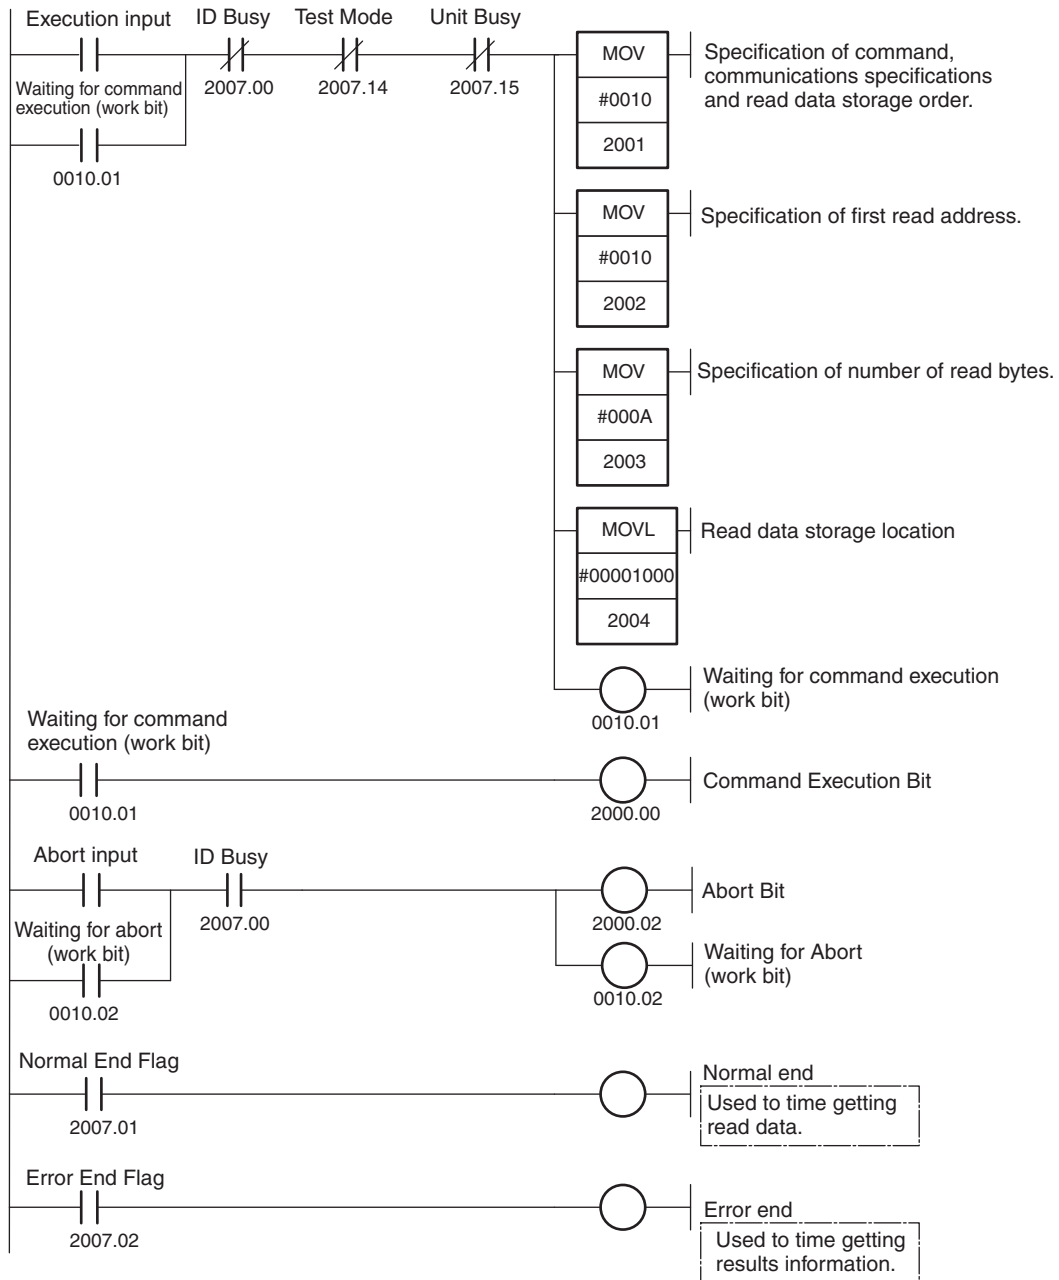 Execution input
ID Busy
Test Mode
Unit Busy
2007.00
2007.14
2007.15
Waiting for command
execution (work bit)
0010.01
MOV
#0010
2001
Specification of command,
communications specifications
and read data storage order.
MOV
#0010
2002
Specification of first read address.
MOV
#000A
2003
Specification of number of read bytes.
MOVL
#00001000
2004
Read data storage location
0010.01
Waiting for command execution
(work bit)
Waiting for command
execution (work bit)
0010.01
2000.00
Command Execution Bit
Abort input
ID Busy
2007.00
Waiting for abort
(work bit)
0010.02
2000.02
Abort Bit
0010.02
Waiting for Abort
(work bit)
Normal End Flag
2007.01
Normal end
Used to time getting
read data.
Error End Flag
2007.02
Error end
Used to time getting
results information.